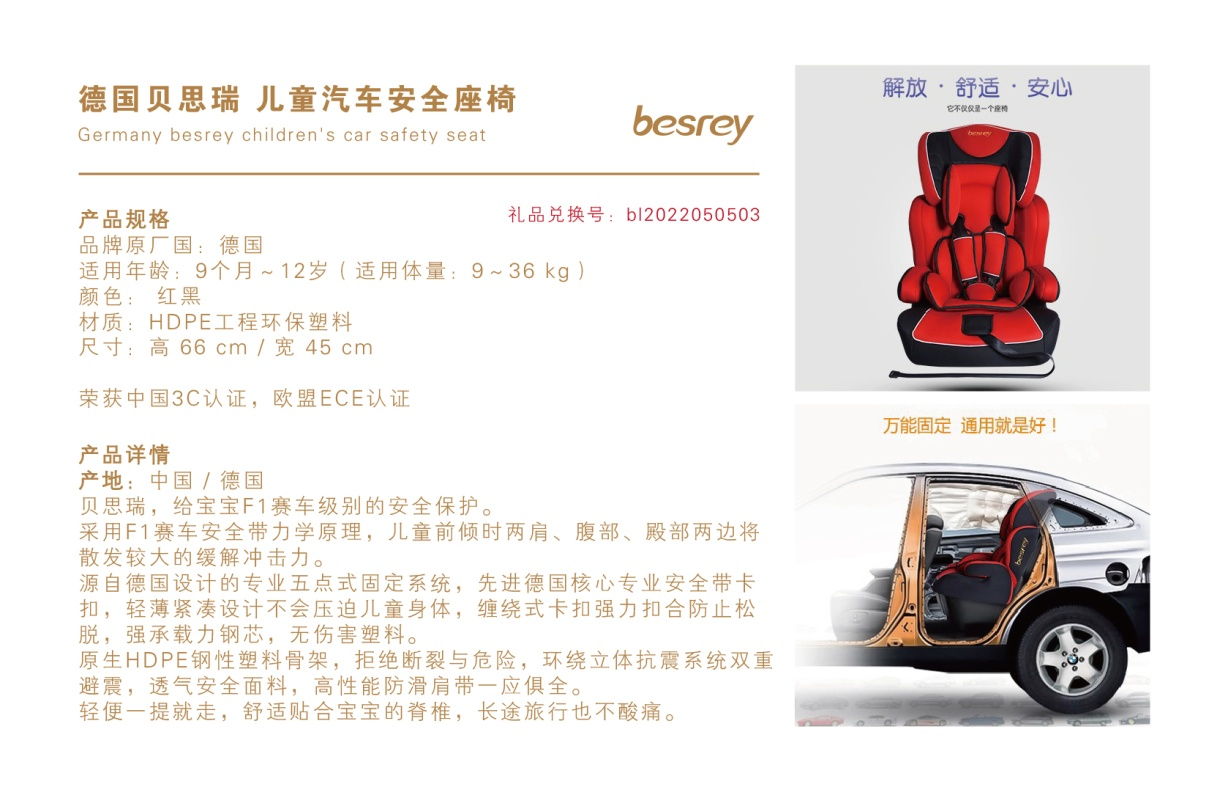 德国贝思瑞 儿童汽车安全座椅
Germany besrey children's car safety seat
besrey
产品规格
礼品兑换号：bl2022050503
品牌原厂国：德国
适用年龄：9个月～12岁（适用体量：9～36 kg）
颜色： 红黑
材质：HDPE工程环保塑料
尺寸：高 66 cm / 宽 45 cm
荣获中国3C认证，欧盟ECE认证
产品详情
产地：中国 / 德国
贝思瑞，给宝宝F1赛车级别的安全保护。
采用F1赛车安全带力学原理，儿童前倾时两肩、腹部、殿部两边将
散发较大的缓解冲击力。
源自德国设计的专业五点式固定系统，先进德国核心专业安全带卡
扣，轻薄紧凑设计不会压迫儿童身体，缠绕式卡扣强力扣合防止松
脱，强承载力钢芯，无伤害塑料。
原生HDPE钢性塑料骨架，拒绝断裂与危险，环绕立体抗震系统双重
避震，透气安全面料，高性能防滑肩带一应俱全。
轻便一提就走，舒适贴合宝宝的脊椎，长途旅行也不酸痛。
解放 · 舒适 · 安心
它不仅仅是一个座椅
besrey
万能固定 通用就是好！
besrey